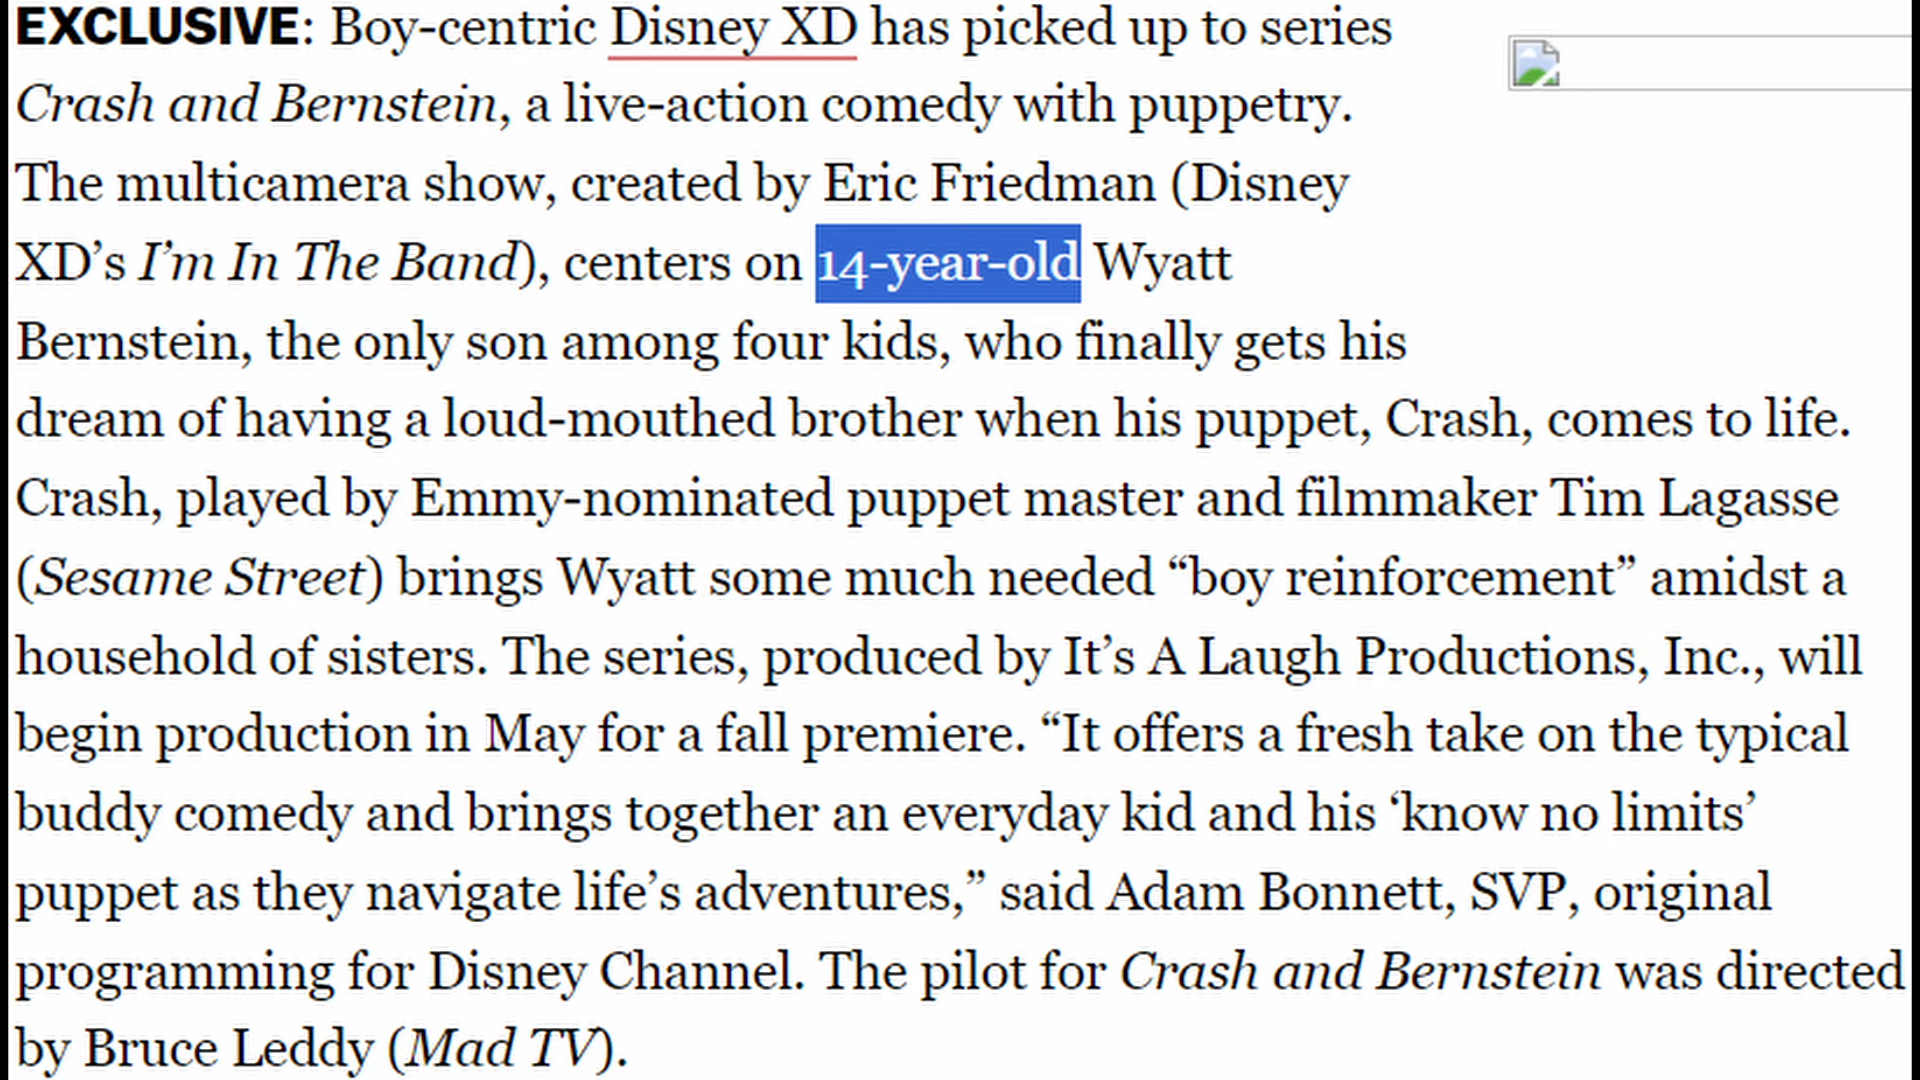 EXCLUSIVE: Boy-centric Disney XD has picked up to series
Crash and Bernstein, a live-action comedy with puppetry.
The multicamera show, created by Eric Friedman (Disney
XD’s I’m In The Band), centers on 14-year-old Wyatt
Bernstein, the only son among four kids, who finally gets his
dream of having a loud-mouthed brother when his puppet, Crash, comes to life.
Crash, played by Emmy-nominated puppet master and filmmaker Tim Lagasse
(Sesame Street) brings Wyatt some much needed “boy reinforcement” amidst a
household of sisters. The series, produced by It’s A Laugh Productions, Inc., will
begin production in May for a fall premiere. “It offers a fresh take on the typical
buddy comedy and brings together an everyday kid and his ‘know no limits’
puppet as they navigate life’s adventures,” said Adam Bonnett, SVP, original
programming for Disney Channel. The pilot for Crash and Bernstein was directed
by Bruce Leddy (Mad TV).